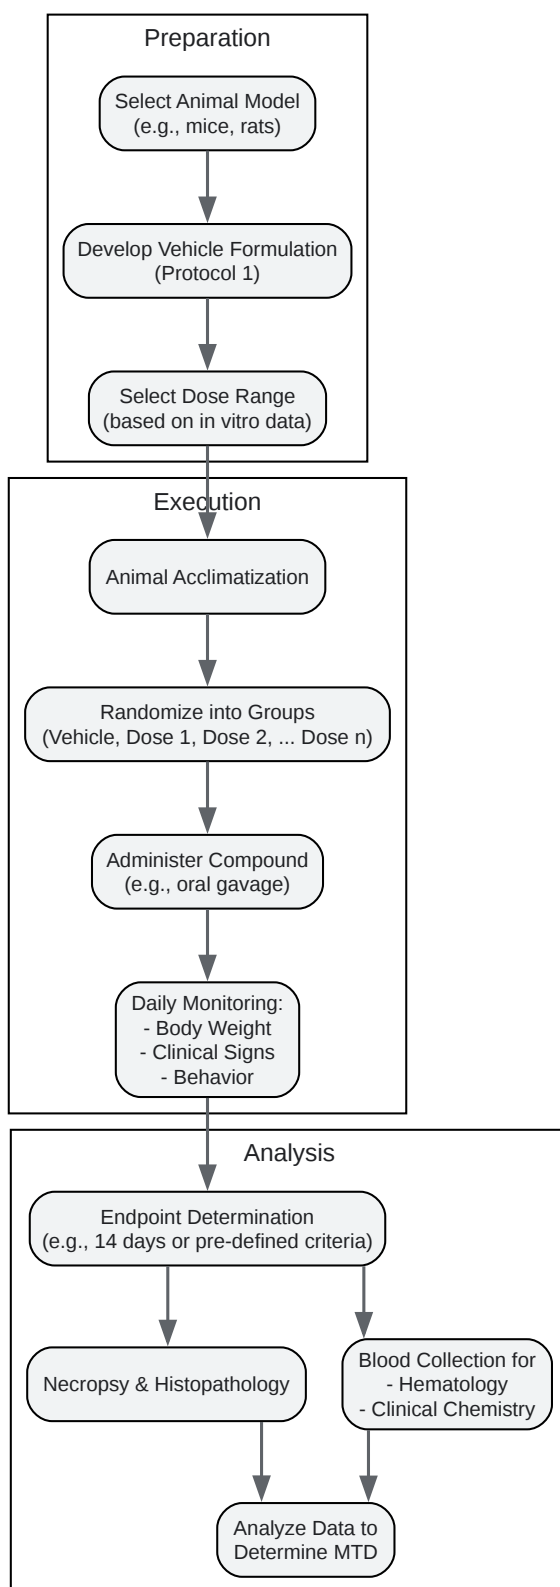 Preparation
Select Animal Model
(e.g., mice, rats)
Develop Vehicle Formulation
(Protocol 1)
Select Dose Range
(based on in vitro data)
Execution
Animal Acclimatization
Randomize into Groups
(Vehicle, Dose 1, Dose 2, ... Dose n)
Administer Compound
(e.g., oral gavage)
Daily Monitoring:
- Body Weight
- Clinical Signs
- Behavior
Analysis
Endpoint Determination
(e.g., 14 days or pre-defined criteria)
Necropsy & Histopathology
Blood Collection for
- Hematology
- Clinical Chemistry
Analyze Data to
Determine MTD